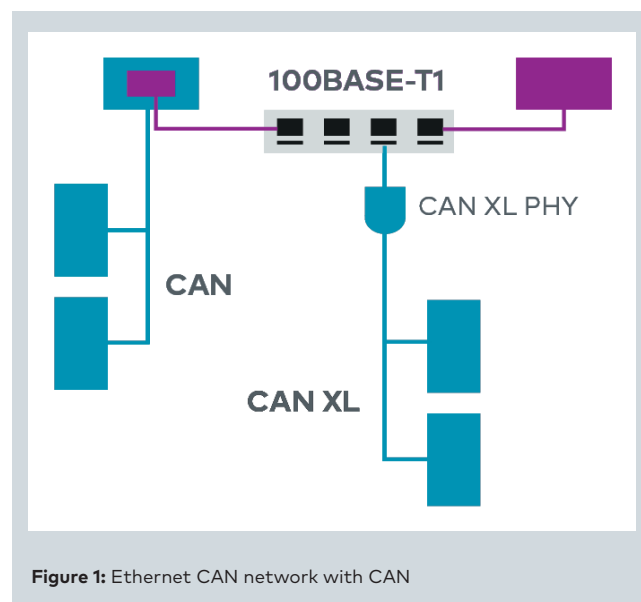 100BASE-T1
CAN XL PHY
CAN
CAN XL
Figure 1: Ethernet CAN network with CAN